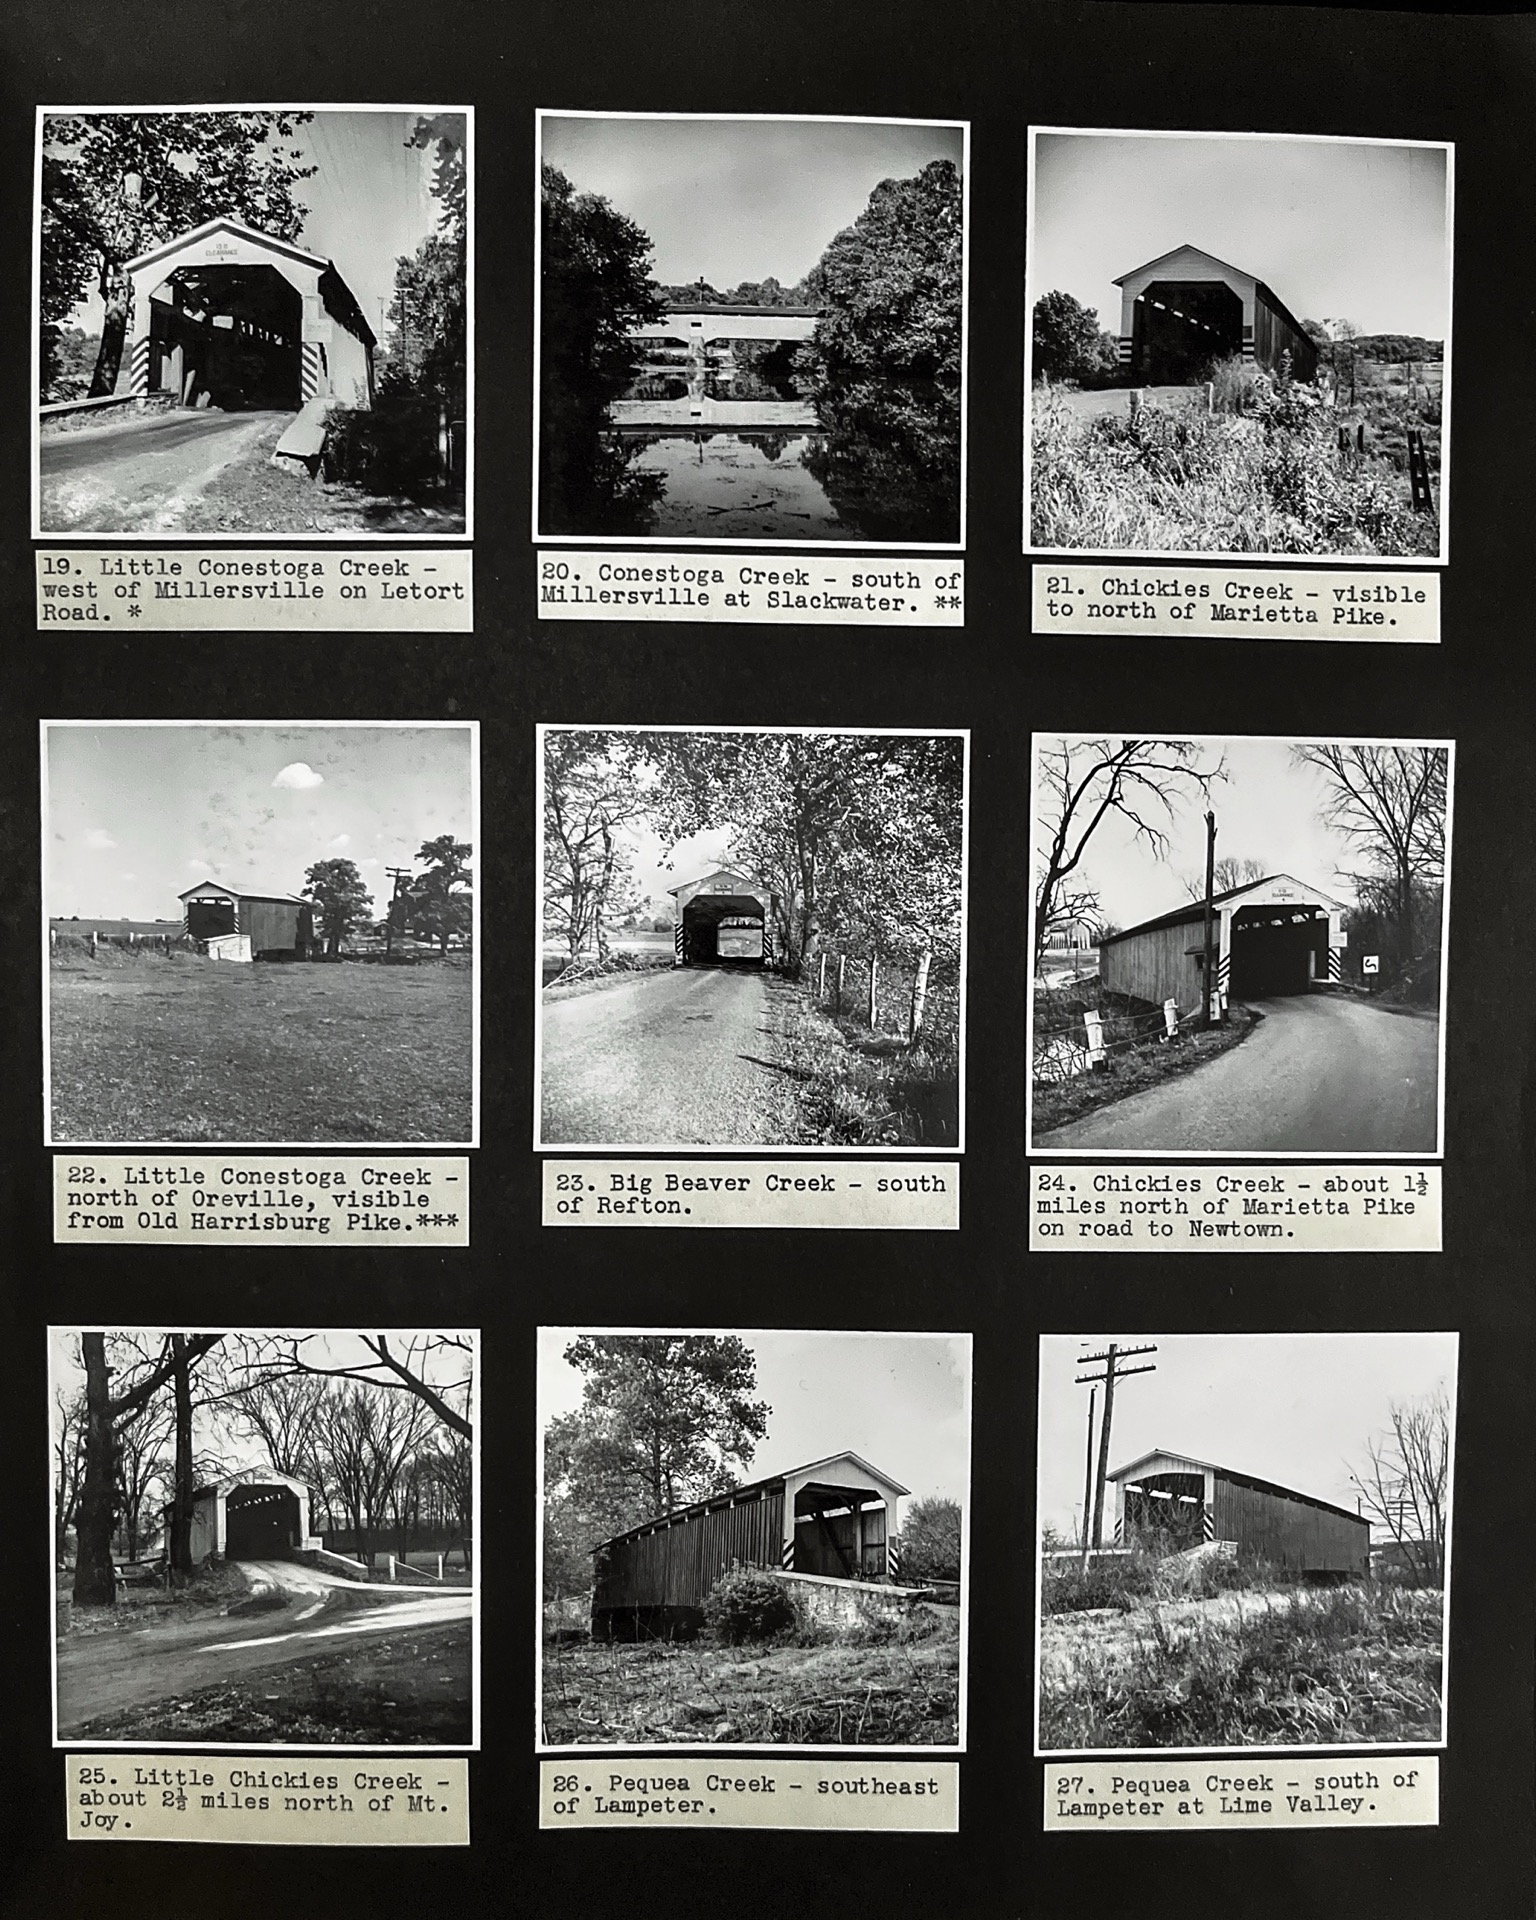 13 0
CLEARANCE
19. Little Conestoga Creek -
west of Millersville on Letort
Road. *
20. Conestoga Creek - south of
Millersville at Slackwater. **
21. Chickies Creek - visible
to north of Marietta Pike.
22. Little Conestoga Creek -
north of Oreville, visible
from Old Harrisburg Pike.***
23. Big Beaver Creek - south
of Refton.
CLEARANCE
24. Chickies Creek - about 1½
miles north of Marietta Pike
on road to Newtown.
25. Little Chickies Creek -
about 2½ miles north of Mt.
Joy.
26. Pequea Creek - southeast
of Lampeter.
27. Pequea Creek - south of
Lampeter at Lime Valley.